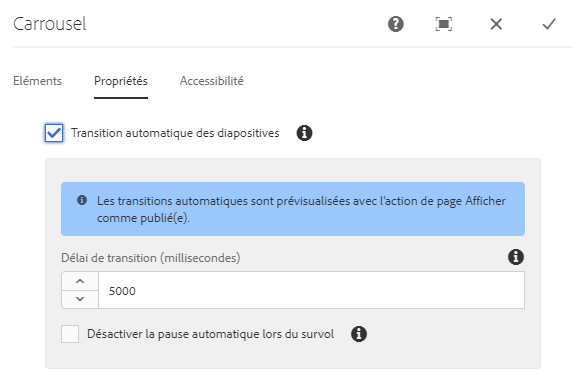 Carrousel
Eléments Propriétés Accessibilité
Transition automatique des diapositives
Les transitions automatiques sont prévisualisées avec l'action de page Afficher
comme publié(e).
Délai de transition (millisecondes)
5000
Désactiver la pause automatique lors du survol